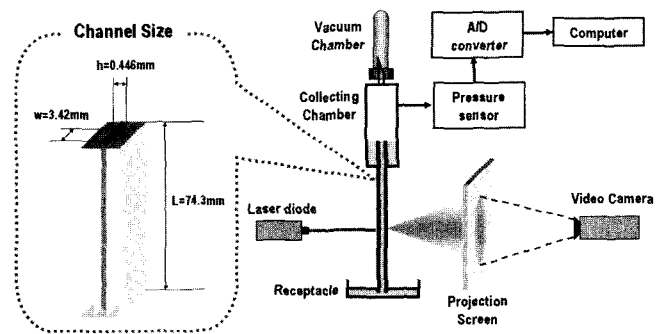 Channel Size
h=0.446mm
w=3.42mm
L=74.3mm
Vacuum
Chamber
Collecting
Chamber
A/D
converter
Computer
Pressure
sensor
Laser diode
Video Camera
Receptacle
Projection
Screen